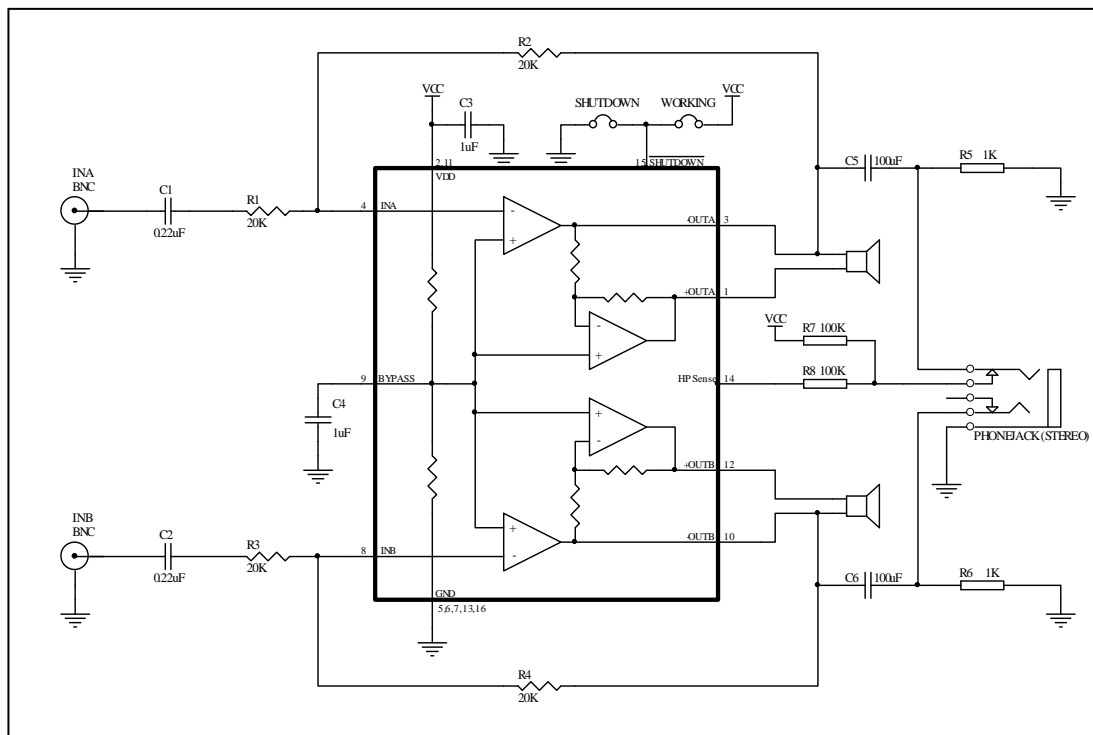 R2
20K
VCC
C3
1uF
SHUTDOWN
WORKING
VCC
2, 11
VDD
15
SHUTDOWN
C5
100uF
R5 1K
INA
BNC
C1
0.22uF
R1
20K
4
INA
-
+
-OUTA
3
+OUTA
1
-
+
VCC
R7 100K
HP Sense
14
R8 100K
9
BYPASS
C4
1uF
+
-
PHONEJACK (STEREO)
+OUTB
12
INB
BNC
C2
0.22uF
R3
20K
8
INB
+
-
-OUTB
10
C6
100uF
R6 1K
GND
5,6,7,13,16
R4
20K